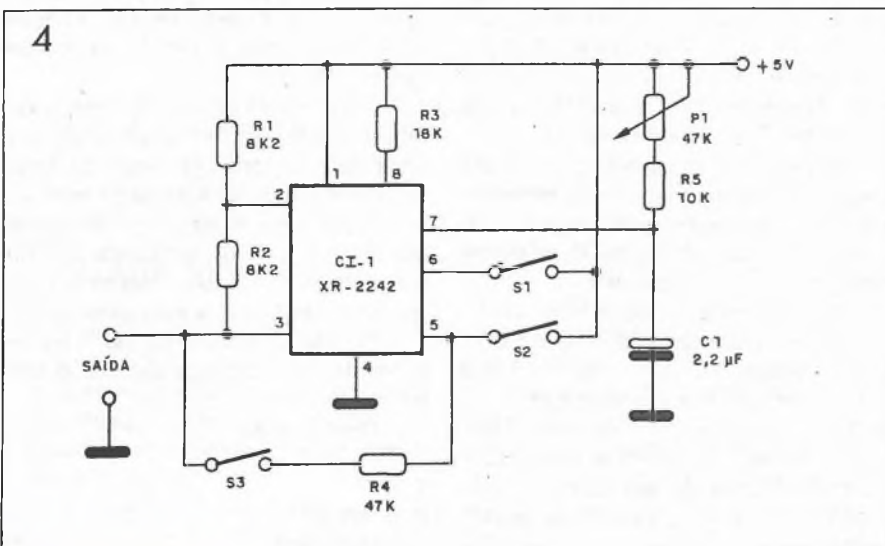 4
+5V
R1
8K2
R3
18K
P1
47K
R5
10K
1
8
2
7
R2
8K2
CI-1
XR-2242
6
S1
3
5
S2
C1
2,2 µF
4
SAÍDA
S3
R4
47K